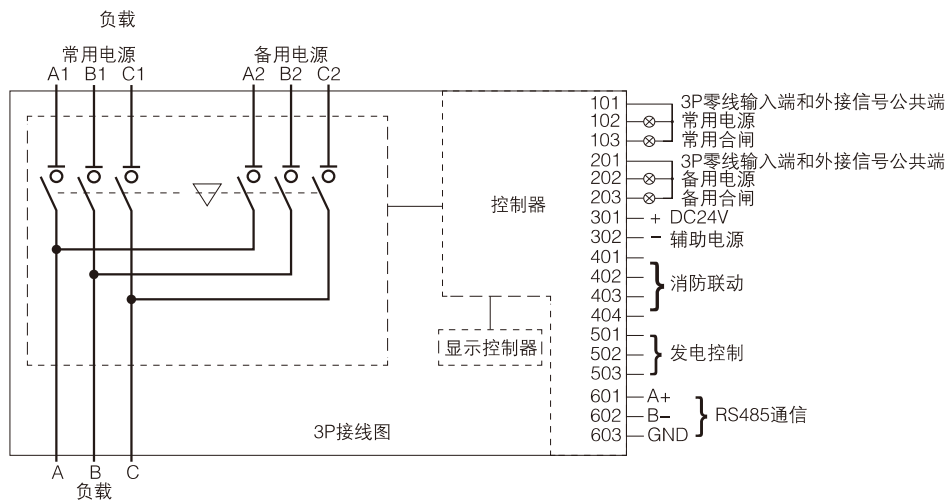 负载
常用电源 备用电源
A1 B1 C1 A2 B2 C2
101 3P零线输入端和外接信号公共端
102 常用电源
103 常用合闸
201 3P零线输入端和外接信号公共端
202 备用电源
203 备用合闸
控制器
301 + DC24V
302 − 辅助电源
401
402 消防联动
403
404
显示控制器
501
502 发电控制
503
601 A+
602 B− RS485通信
603 GND
3P接线图
A B C
负载